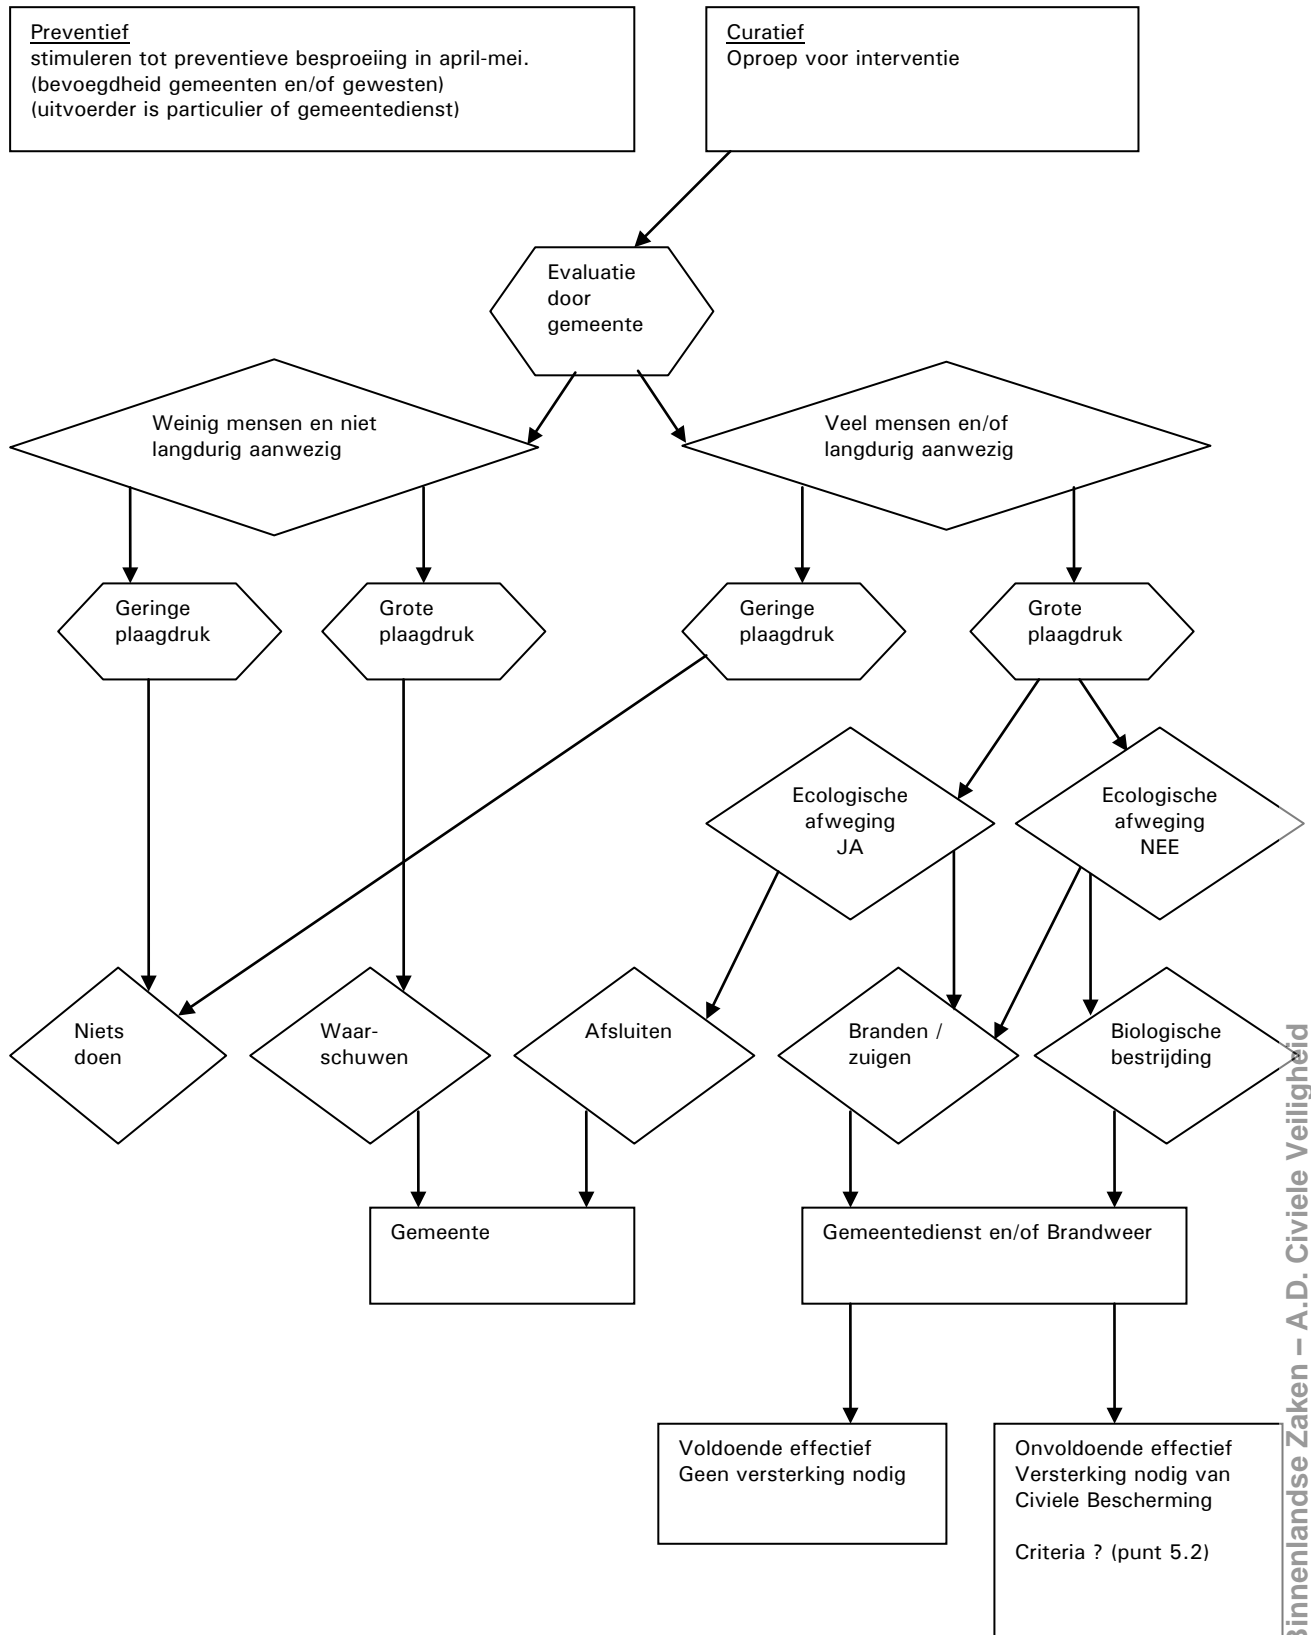 Preventief
stimuleren tot preventieve besproeiing in april-mei.
(bevoegdheid gemeenten en/of gewesten)
(uitvoerder is particulier of gemeentedienst)
Curatief
Oproep voor interventie
Evaluatie
door
gemeente
Weinig mensen en niet
langdurig aanwezig
Veel mensen en/of
langdurig aanwezig
Geringe
plaagdruk
Grote
plaagdruk
Geringe
plaagdruk
Grote
plaagdruk
Ecologische
afweging
JA
Ecologische
afweging
NEE
Niets
doen
Waar-
schuwen
Afsluiten
Branden /
zuigen
Biologische
bestrijding
Gemeente
Gemeentedienst en/of Brandweer
Voldoende effectief
Geen versterking nodig
Onvoldoende effectief
Versterking nodig van
Civiele Bescherming
Criteria ? (punt 5.2)
Binnenlandse Zaken – A.D. Civiele Veiligheid